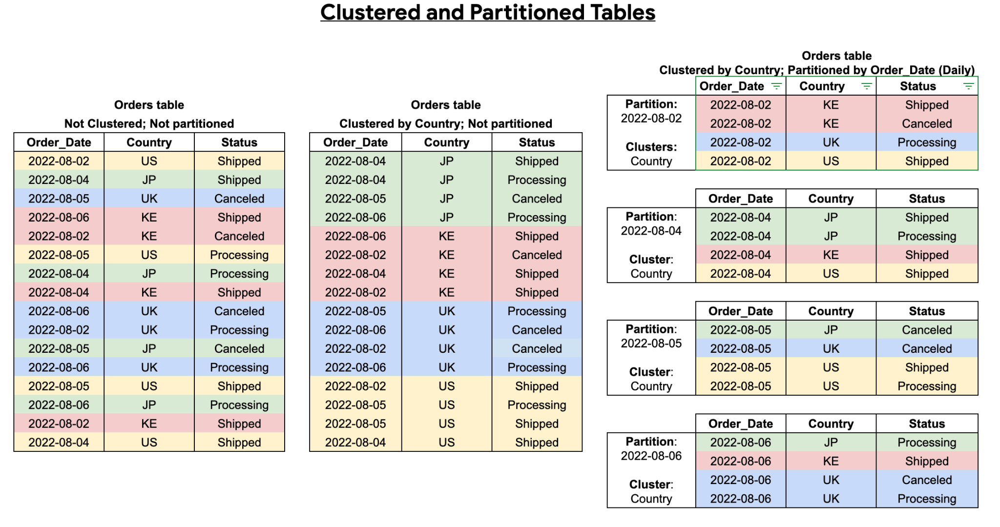 Clustered and Partitioned Tables
Orders table
Not Clustered; Not partitioned
Order_Date Country Status
2022-08-02 US Shipped
2022-08-04 JP Shipped
2022-08-05 UK Canceled
2022-08-06 KE Shipped
2022-08-02 KE Canceled
2022-08-05 US Processing
2022-08-04 JP Processing
2022-08-04 KE Shipped
2022-08-06 UK Canceled
2022-08-02 UK Processing
2022-08-05 JP Canceled
2022-08-06 UK Processing
2022-08-05 US Shipped
2022-08-06 JP Processing
2022-08-02 KE Shipped
2022-08-04 US Shipped
Orders table
Clustered by Country; Not partitioned
Order_Date Country Status
2022-08-04 JP Shipped
2022-08-04 JP Processing
2022-08-05 JP Canceled
2022-08-06 JP Processing
2022-08-06 KE Shipped
2022-08-02 KE Canceled
2022-08-04 KE Shipped
2022-08-02 KE Shipped
2022-08-05 UK Processing
2022-08-06 UK Canceled
2022-08-02 UK Canceled
2022-08-06 UK Processing
2022-08-02 US Shipped
2022-08-05 US Processing
2022-08-05 US Shipped
2022-08-04 US Shipped
Orders table
Clustered by Country; Partitioned by Order_Date (Daily)
Order_Date Country Status
Partition:
2022-08-02
Clusters:
Country
2022-08-02 KE Shipped
2022-08-02 KE Canceled
2022-08-02 UK Processing
2022-08-02 US Shipped
Order_Date Country Status
Partition:
2022-08-04
Cluster:
Country
2022-08-04 JP Shipped
2022-08-04 JP Processing
2022-08-04 KE Shipped
2022-08-04 US Shipped
Order_Date Country Status
Partition:
2022-08-05
Cluster:
Country
2022-08-05 JP Canceled
2022-08-05 UK Canceled
2022-08-05 US Shipped
2022-08-05 US Processing
Order_Date Country Status
Partition:
2022-08-06
Cluster:
Country
2022-08-06 JP Processing
2022-08-06 KE Shipped
2022-08-06 UK Canceled
2022-08-06 UK Processing